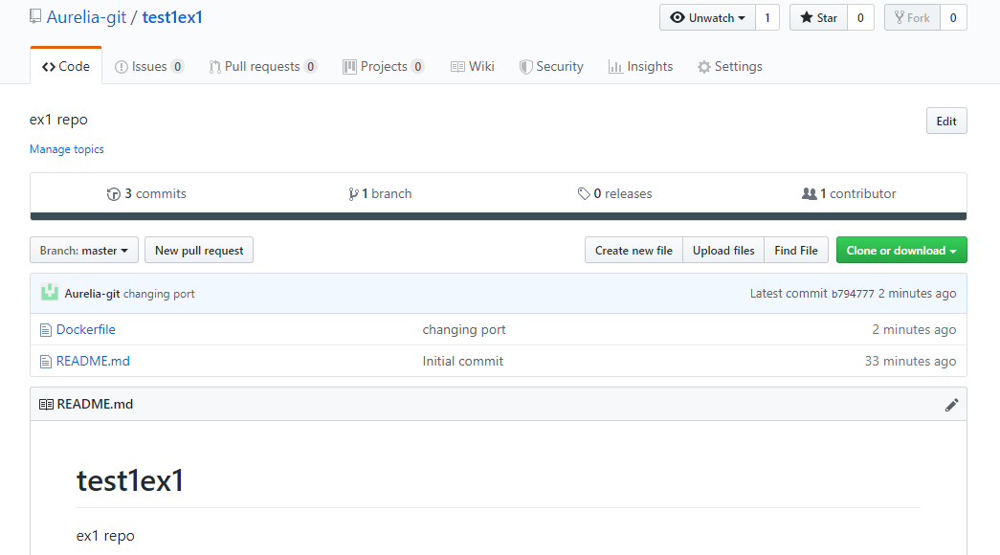 Aurelia-git / test1ex1
Unwatch 1
Star 0
Fork 0
Code
Issues 0
Pull requests 0
Projects 0
Wiki
Security
Insights
Settings
ex1 repo
Edit
Manage topics
3 commits
1 branch
0 releases
1 contributor
Branch: master
New pull request
Create new file
Upload files
Find File
Clone or download
Aurelia-git changing port
Latest commit b794777 2 minutes ago
Dockerfile
changing port
2 minutes ago
README.md
Initial commit
33 minutes ago
README.md
test1ex1
ex1 repo